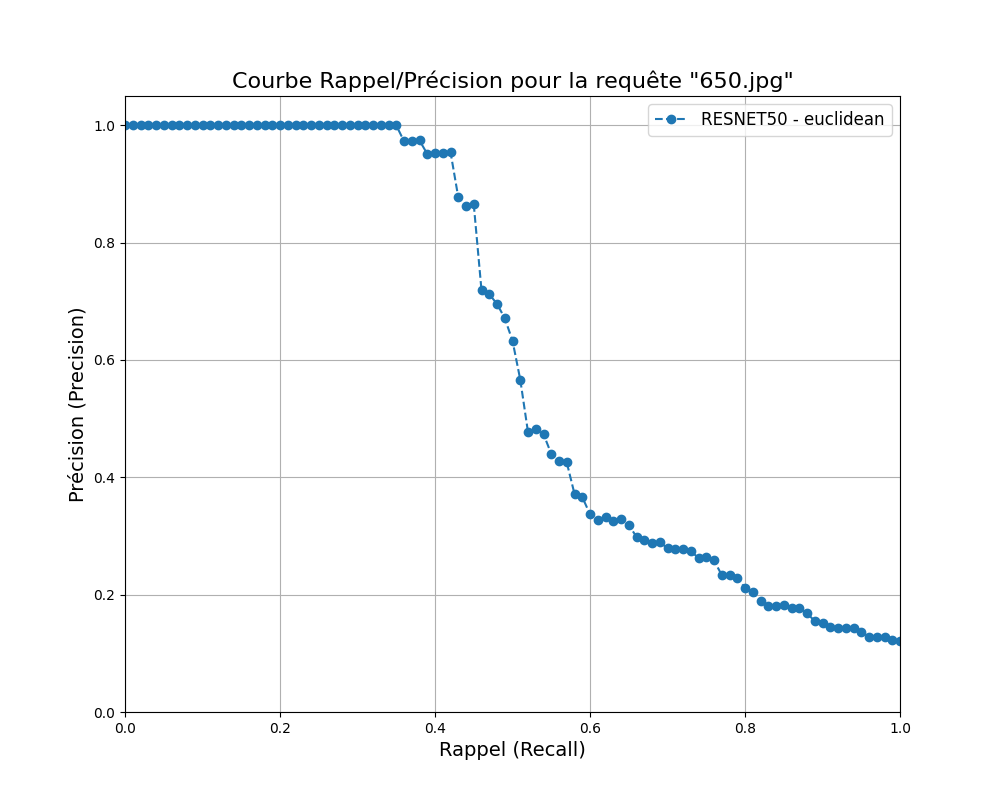 Courbe Rappel/Précision pour la requête "650.jpg"
RESNET50 - euclidean
Précision (Precision)
1.0
0.8
0.6
0.4
0.2
0.0
0.0 0.2 0.4 0.6 0.8 1.0
Rappel (Recall)